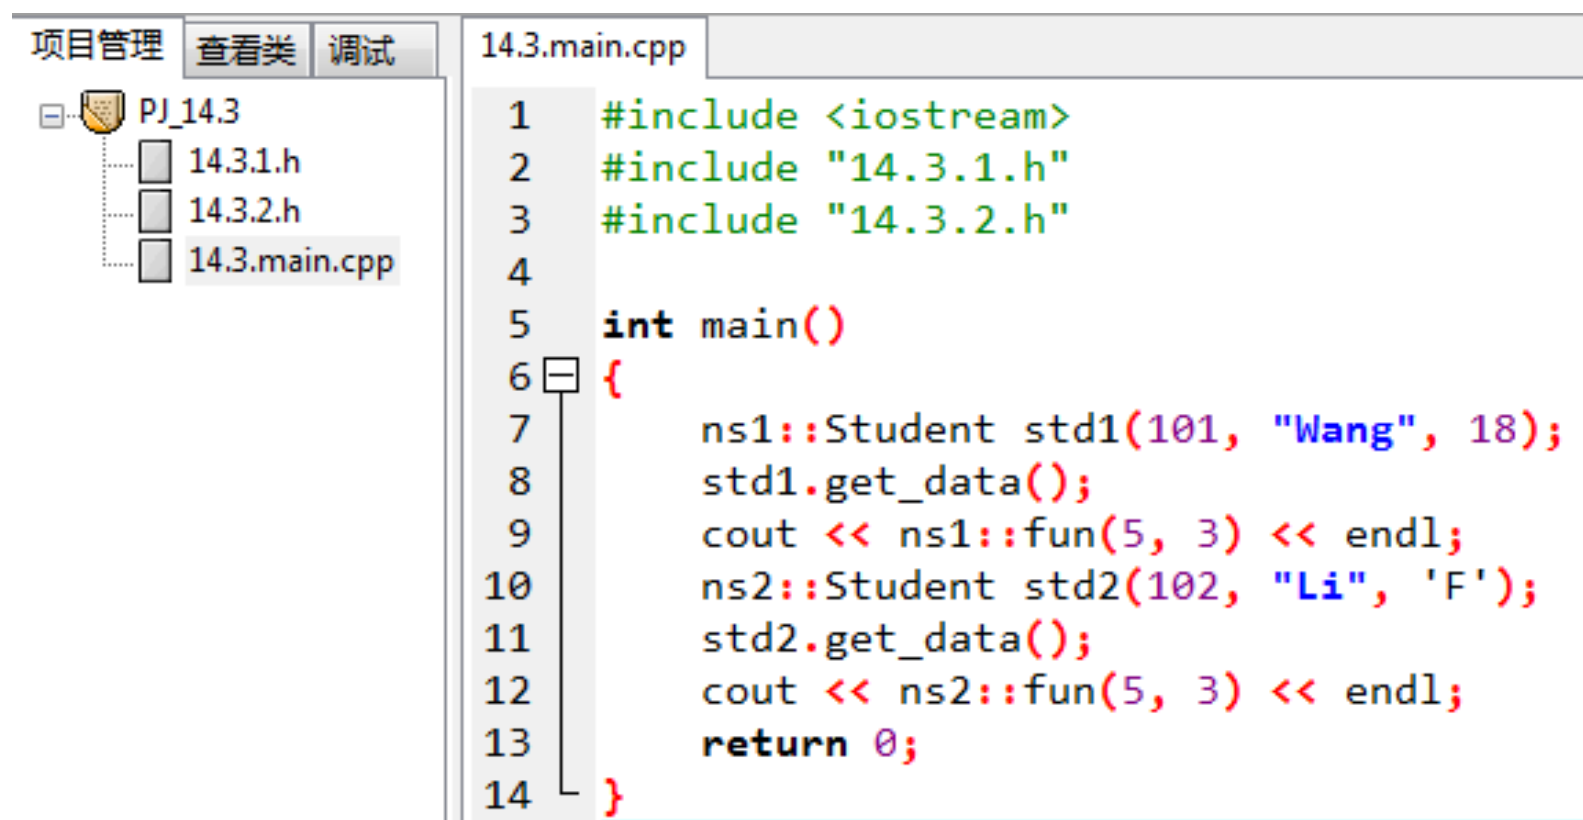 项目管理 查看类 调试
PJ_14.3
14.3.1.h
14.3.2.h
14.3.main.cpp
14.3.main.cpp
1 #include <iostream>
2 #include "14.3.1.h"
3 #include "14.3.2.h"
4
5 int main()
6 {
7 ns1::Student std1(101, "Wang", 18);
8 std1.get_data();
9 cout << ns1::fun(5, 3) << endl;
10 ns2::Student std2(102, "Li", 'F');
11 std2.get_data();
12 cout << ns2::fun(5, 3) << endl;
13 return 0;
14 }